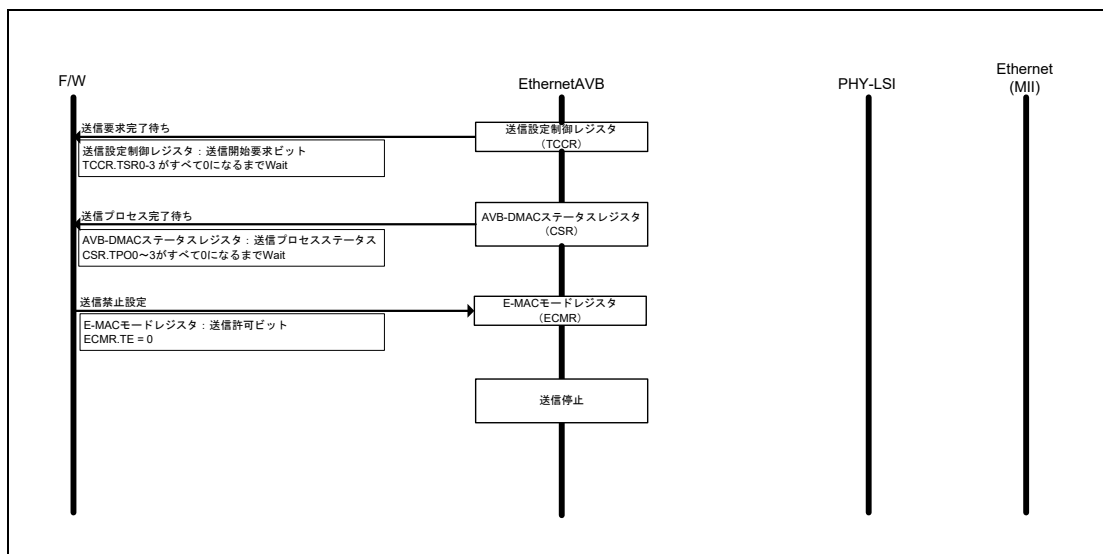 F/W
EthernetAVB
PHY-LSI
Ethernet
(MII)
送信要求完了待ち
送信設定制御レジスタ
（TCCR）
送信設定制御レジスタ：送信開始要求ビット
TCCR.TSR0-3 がすべて0になるまでWait
送信プロセス完了待ち
AVB-DMACステータスレジスタ
（CSR）
AVB-DMACステータスレジスタ：送信プロセスステータス
CSR.TPO0～3がすべて0になるまでWait
送信禁止設定
E-MACモードレジスタ
（ECMR）
E-MACモードレジスタ：送信許可ビット
ECMR.TE = 0
送信停止